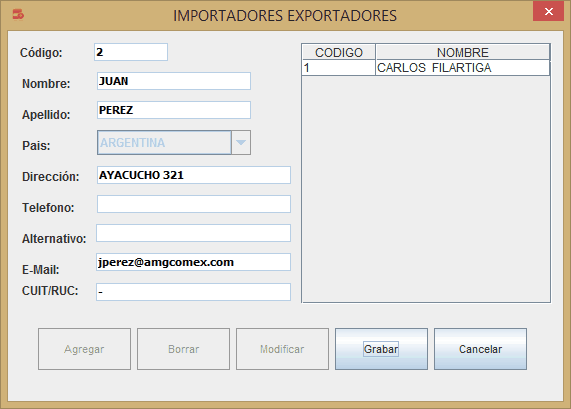 IMPORTADORES EXPORTADORES
Código: 2
Nombre: JUAN
Apellido: PEREZ
Pais: ARGENTINA
Dirección: AYACUCHO 321
Telefono:
Alternativo:
E-Mail: jperez@amgcomex.com
CUIT/RUC: -
CODIGO NOMBRE
1 CARLOS FILARTIGA
Agregar Borrar Modificar Grabar Cancelar